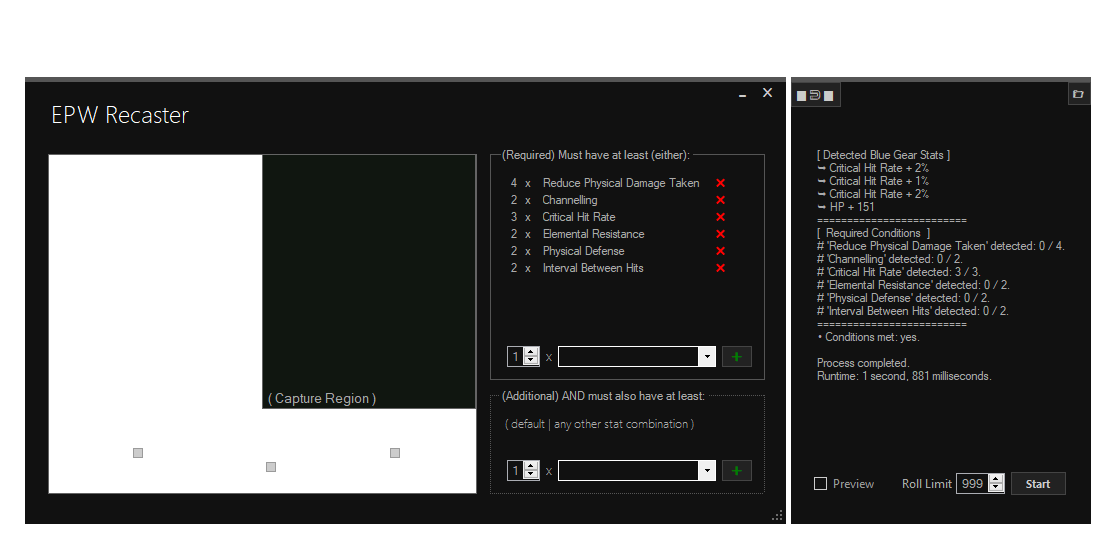 EPW Recaster
( Capture Region )
(Required) Must have at least (either):
4 x Reduce Physical Damage Taken
2 x Channelling
3 x Critical Hit Rate
2 x Elemental Resistance
2 x Physical Defense
2 x Interval Between Hits
1 x
(Additional) AND must also have at least:
( default | any other stat combination )
1 x
[ Detected Blue Gear Stats ]
➥ Critical Hit Rate + 2%
➥ Critical Hit Rate + 1%
➥ Critical Hit Rate + 2%
➥ HP + 151
=========================
[ Required Conditions ]
# 'Reduce Physical Damage Taken' detected: 0 / 4.
# 'Channelling' detected: 0 / 2.
# 'Critical Hit Rate' detected: 3 / 3.
# 'Elemental Resistance' detected: 0 / 2.
# 'Physical Defense' detected: 0 / 2.
# 'Interval Between Hits' detected: 0 / 2.
=========================
• Conditions met: yes.
Process completed.
Runtime: 1 second, 881 milliseconds.
Preview Roll Limit 999 Start